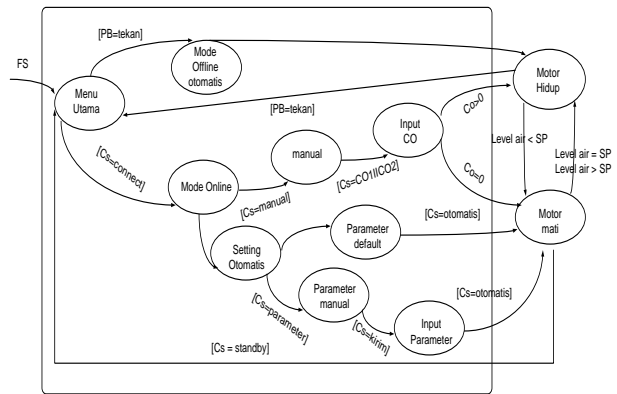 [PB=tekan]
Mode
Offline
otomatis
FS
Menu
Utama
Motor
Hidup
[PB=tekan]
Input
CO
Co>0
manual
Level air < SP
Level air = SP
Level air > SP
[Cs=connect]
[Cs=CO1IICO2]
Co=0
Mode Online
[Cs=manual]
[Cs=otomatis]
Motor
mati
Parameter
default
Setting
Otomatis
Parameter
manual
[Cs=otomatis]
[Cs=parameter]
[Cs=kirim]
Input
Parameter
[Cs = standby]